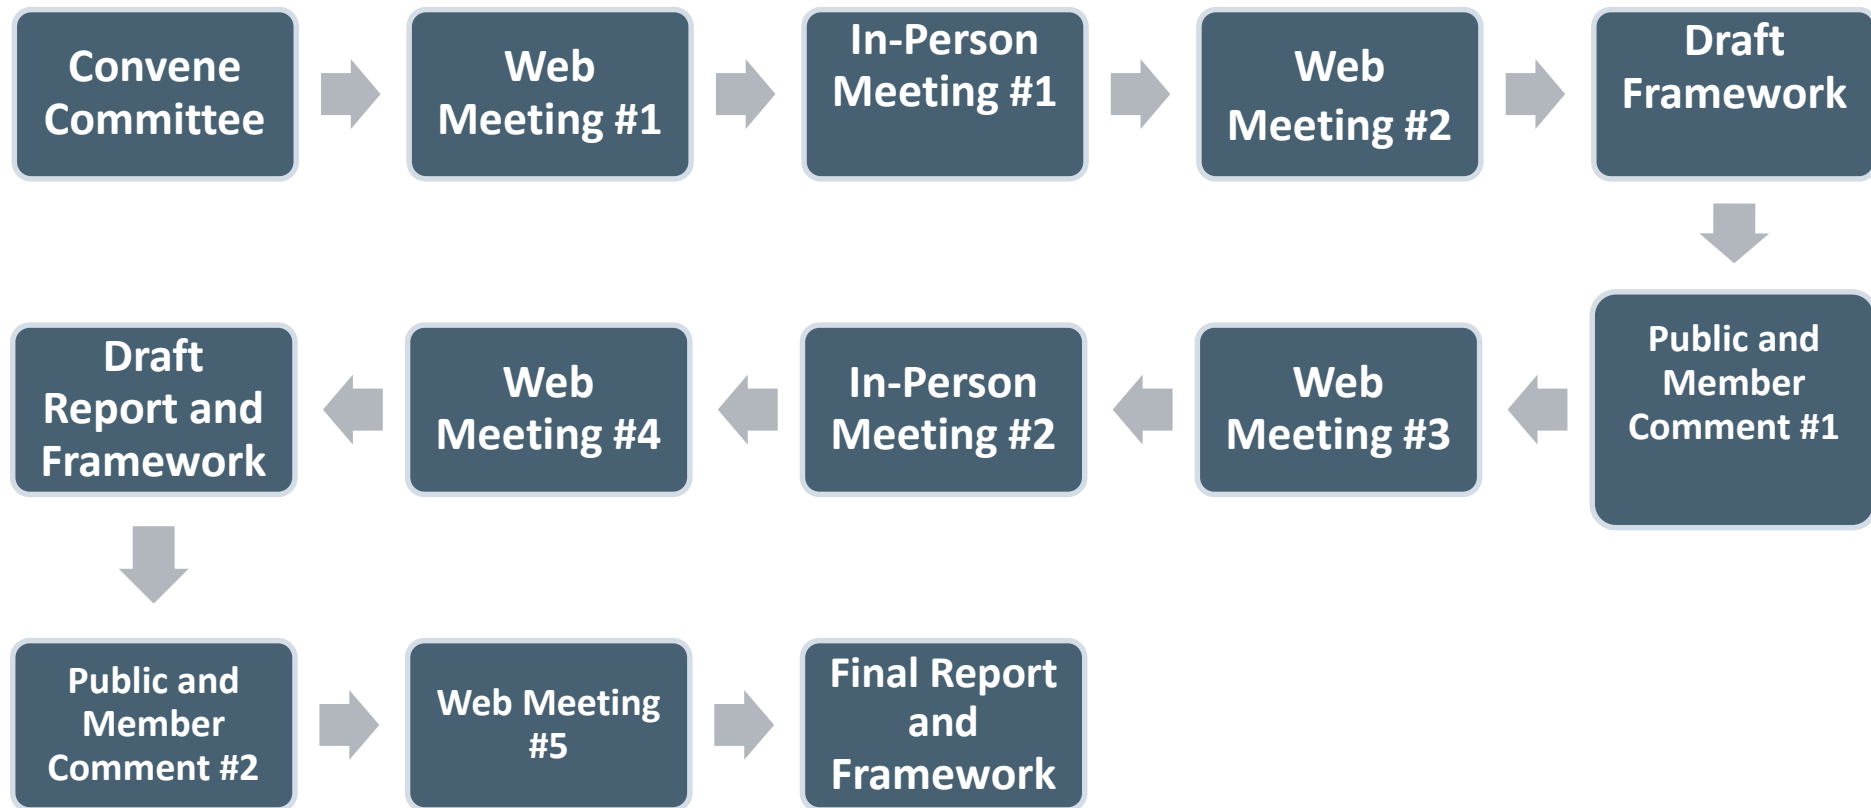 Convene
Committee
Web
Meeting #1
In-Person
Meeting #1
Web
Meeting #2
Draft
Framework
Public and
Member
Comment #1
Web
Meeting #3
In-Person
Meeting #2
Web
Meeting #4
Draft
Report and
Framework
Public and
Member
Comment #2
Web Meeting
#5
Final Report
and
Framework